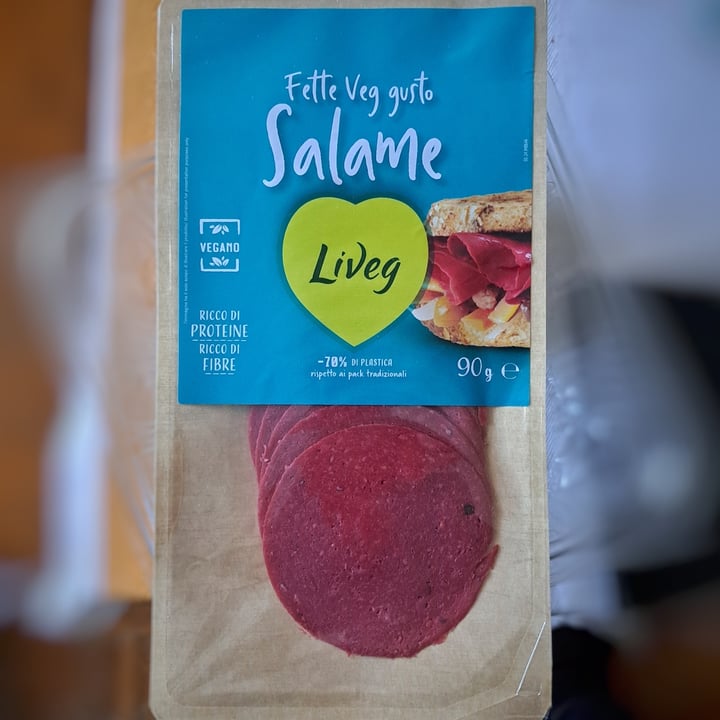 Fette Veg gusto
Salame
Liveg
VEGANO
RICCO DI
PROTEINE
RICCO DI
FIBRE
-70% DI PLASTICA
rispetto ai pack tradizionali
90g ℮